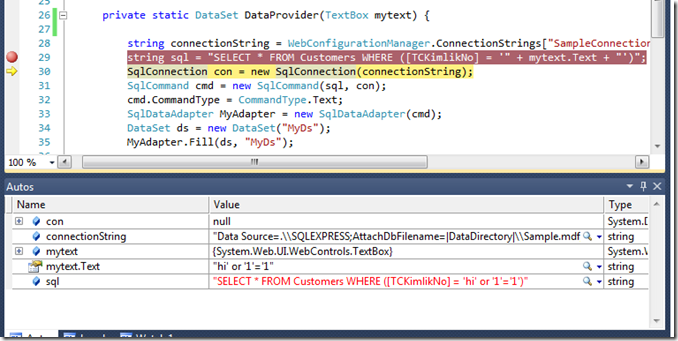 25
26 private static DataSet DataProvider(TextBox mytext) {
27
28 string connectionString = WebConfigurationManager.ConnectionStrings["SampleConnection
29 string sql = "SELECT * FROM Customers WHERE ([TCKimlikNo] = '" + mytext.Text + "')";
30 SqlConnection con = new SqlConnection(connectionString);
31 SqlCommand cmd = new SqlCommand(sql, con);
32 cmd.CommandType = CommandType.Text;
33 SqlDataAdapter MyAdapter = new SqlDataAdapter(cmd);
34 DataSet ds = new DataSet("MyDs");
35 MyAdapter.Fill(ds, "MyDs");
100 %
Autos
Name Value Type
con null System.D
connectionString "Data Source=.\\SQLEXPRESS;AttachDbFilename=|DataDirectory|\\Sample.mdf string
mytext {System.Web.UI.WebControls.TextBox} System.V
mytext.Text "hi' or '1'='1" string
sql "SELECT * FROM Customers WHERE ([TCKimlikNo] = 'hi' or '1'='1')" string